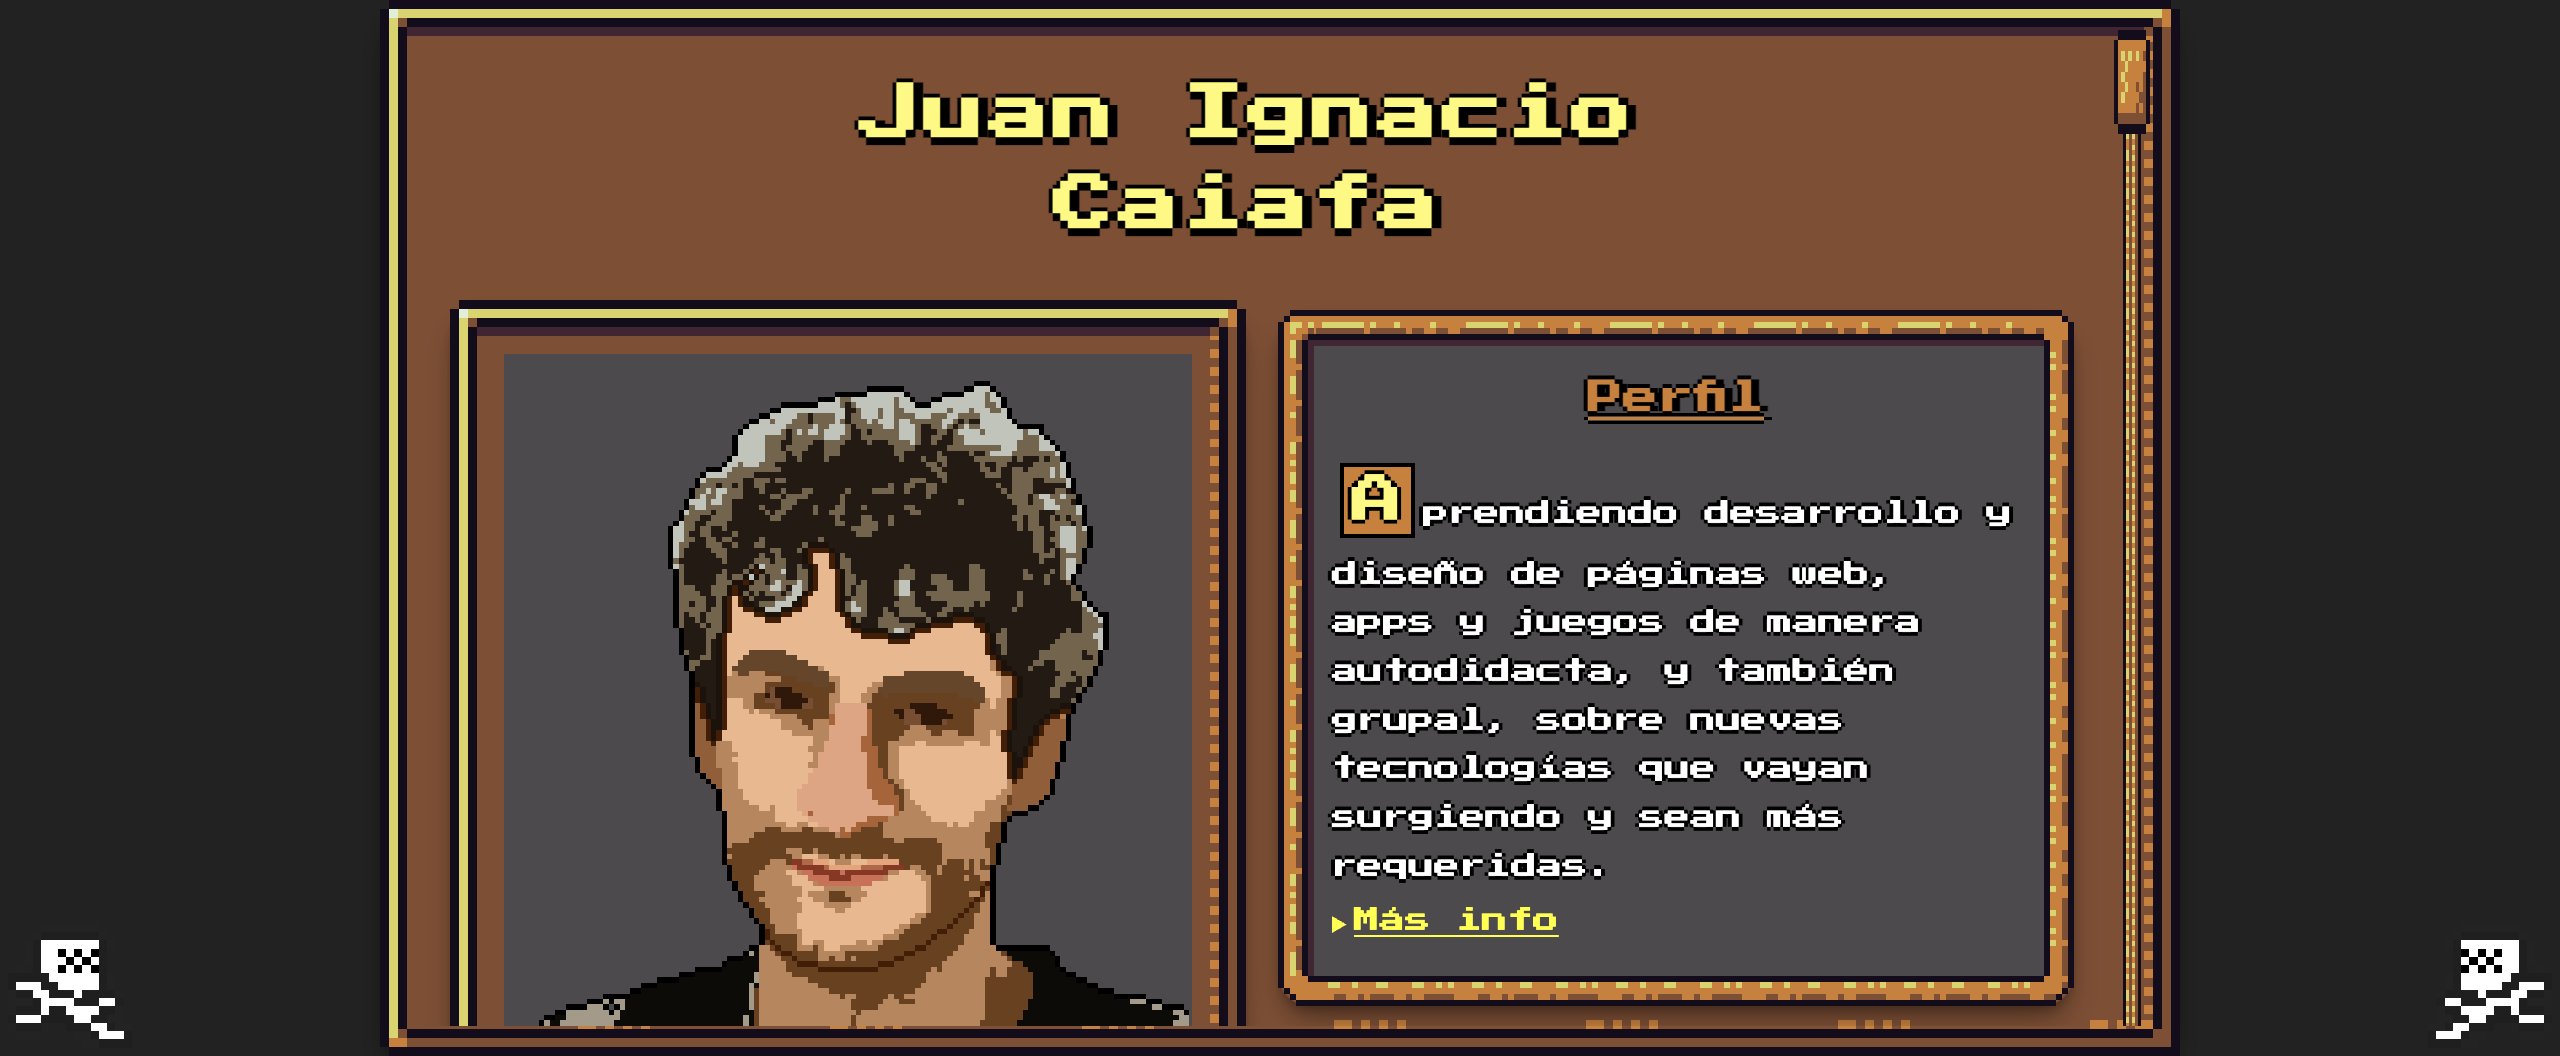 Juan Ignacio
Caiafa
Perfil
Aprendiendo desarrollo y
diseño de páginas web,
apps y juegos de manera
autodidacta, y también
grupal, sobre nuevas
tecnologías que vayan
surgiendo y sean más
requeridas.
Más info